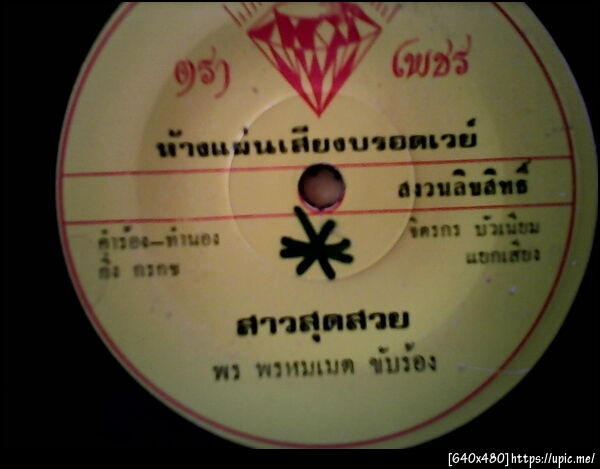 ตรา เพชร
ห้างแผ่นเสียงบรอดเวย์
สงวนลิขสิทธิ์
คำร้อง-ทำนอง
กิ่ง กรกช
จิตรกร บัวเนียม
แยกเสียง
สาวสุดสวย
พร พรหมเมต ขับร้อง
[640x480]https://upic.me/